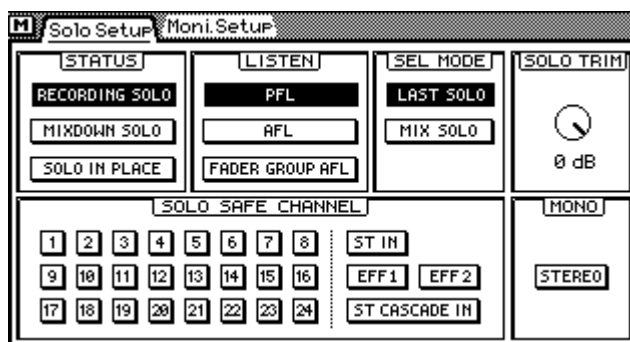 M Solo Setup Moni.Setup
STATUS LISTEN SEL MODE SOLO TRIM
RECORDING SOLO PFL LAST SOLO
MIXDOWN SOLO AFL MIX SOLO
SOLO IN PLACE FADER GROUP AFL 0 dB
SOLO SAFE CHANNEL MONO
1 2 3 4 5 6 7 8 ST IN
9 10 11 12 13 14 15 16 EFF1 EFF2 STEREO
17 18 19 20 21 22 23 24 ST CASCADE IN